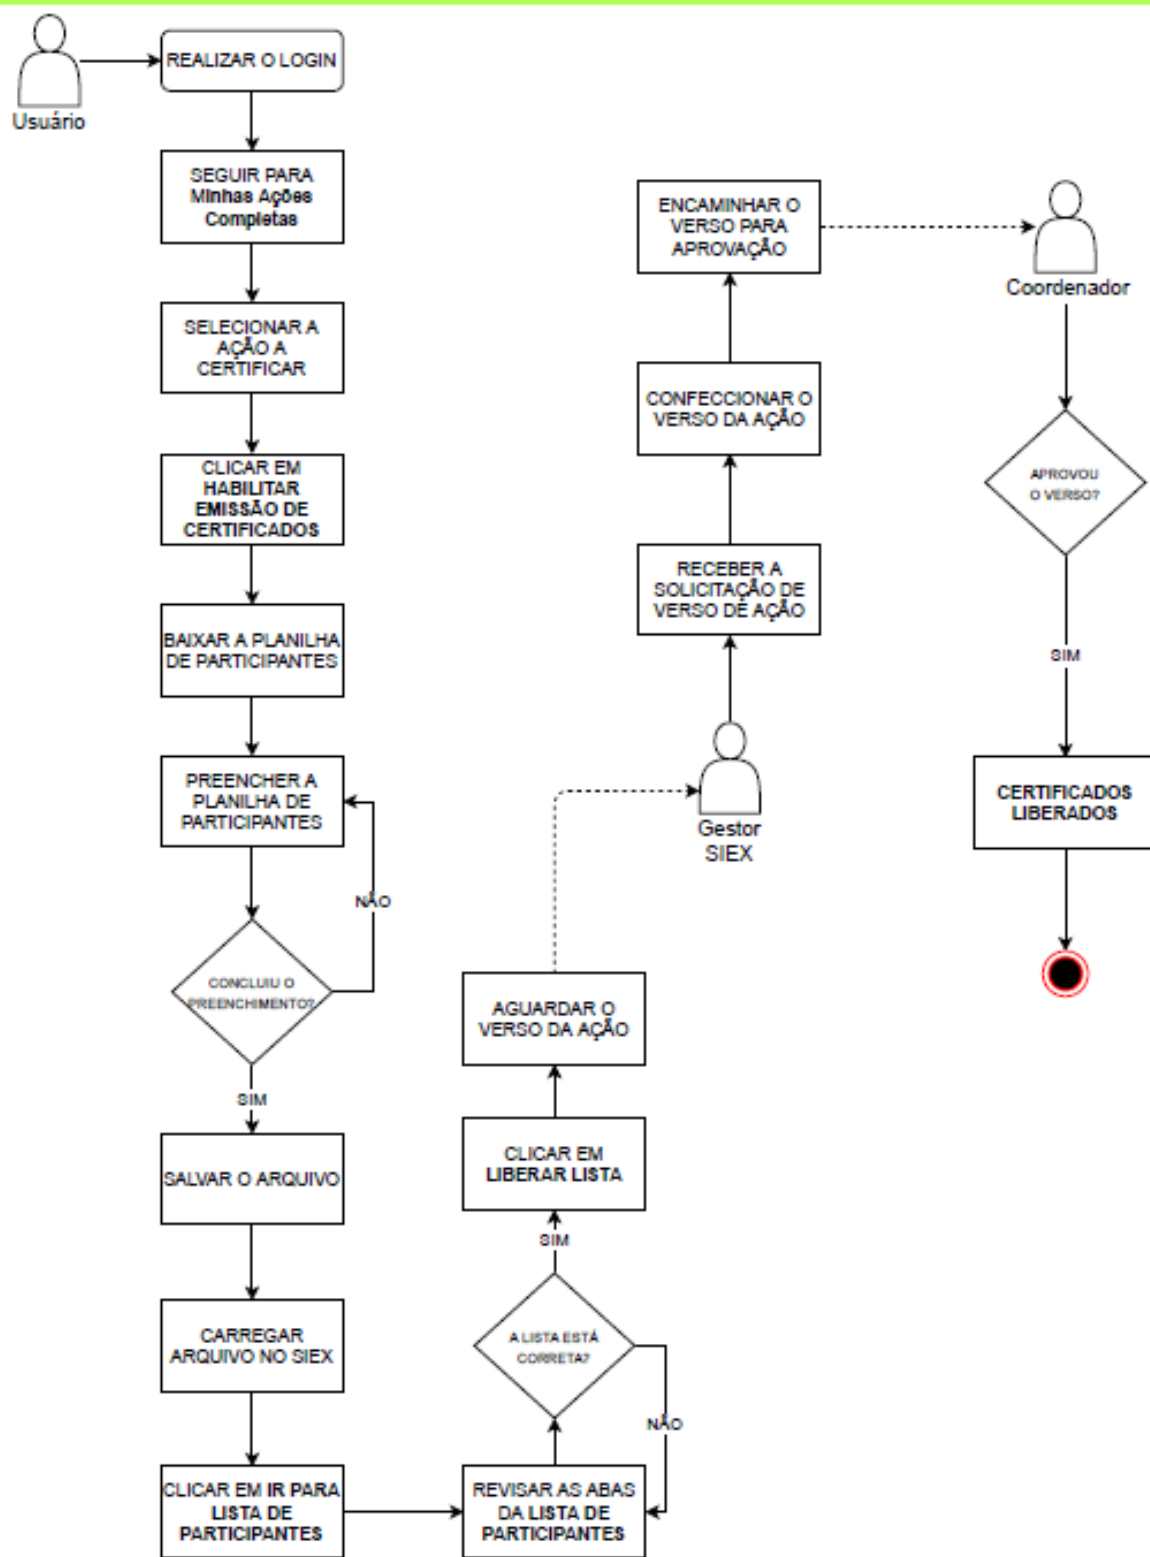 Usuário
REALIZAR O LOGIN
SEGUIR PARA
Minhas Ações
Completas
SELECIONAR A
AÇÃO A
CERTIFICAR
CLICAR EM
HABILITAR
EMISSÃO DE
CERTIFICADOS
BAIXAR A PLANILHA
DE PARTICIPANTES
PREENCHER A
PLANILHA DE
PARTICIPANTES
NÃO
CONCLUIU O
PREENCHIMENTO?
SIM
SALVAR O ARQUIVO
CARREGAR
ARQUIVO NO SIEX
CLICAR EM IR PARA
LISTA DE
PARTICIPANTES
REVISAR AS ABAS
DA LISTA DE
PARTICIPANTES
NÃO
A LISTA ESTÁ
CORRETA?
SIM
CLICAR EM
LIBERAR LISTA
AGUARDAR O
VERSO DA AÇÃO
Gestor
SIEX
RECEBER A
SOLICITAÇÃO DE
VERSO DE AÇÃO
CONFECCIONAR O
VERSO DA AÇÃO
ENCAMINHAR O
VERSO PARA
APROVAÇÃO
Coordenador
APROVOU
O VERSO?
SIM
CERTIFICADOS
LIBERADOS